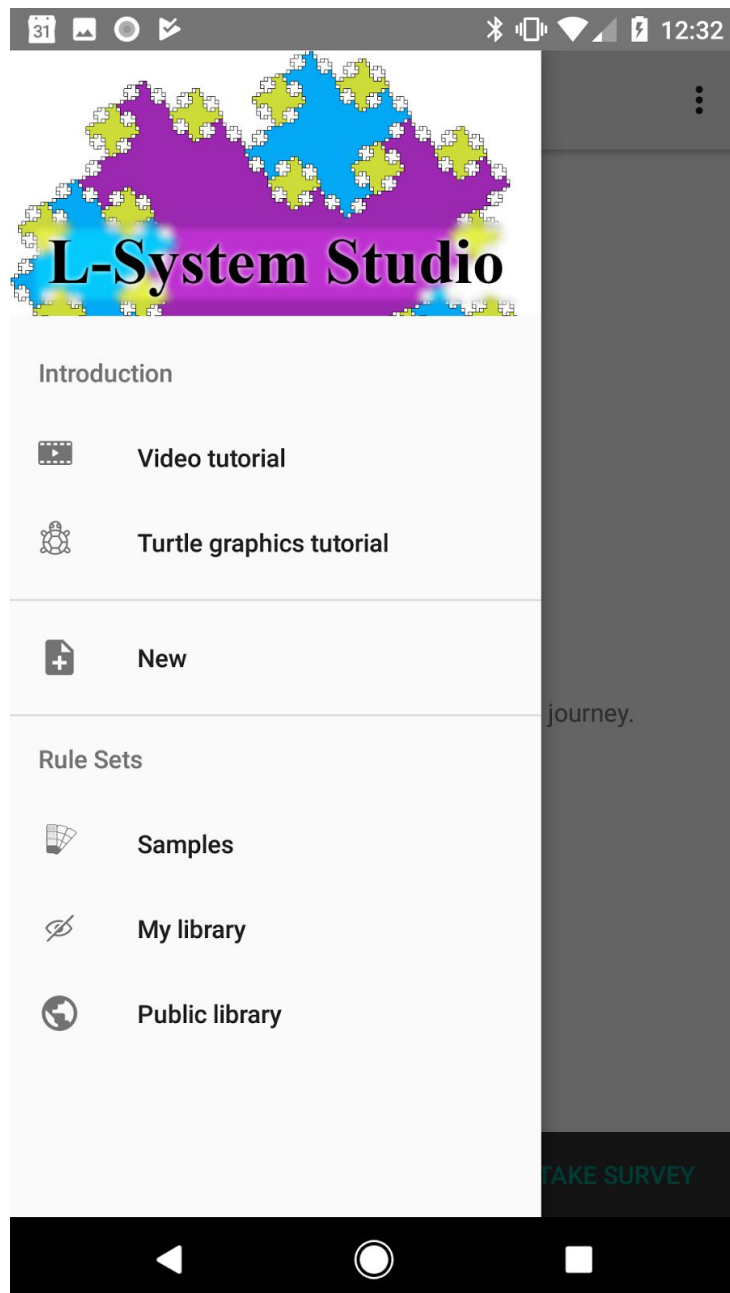 31
12:32
L-System Studio
Introduction
Video tutorial
Turtle graphics tutorial
New
journey.
Rule Sets
Samples
My library
Public library
TAKE SURVEY